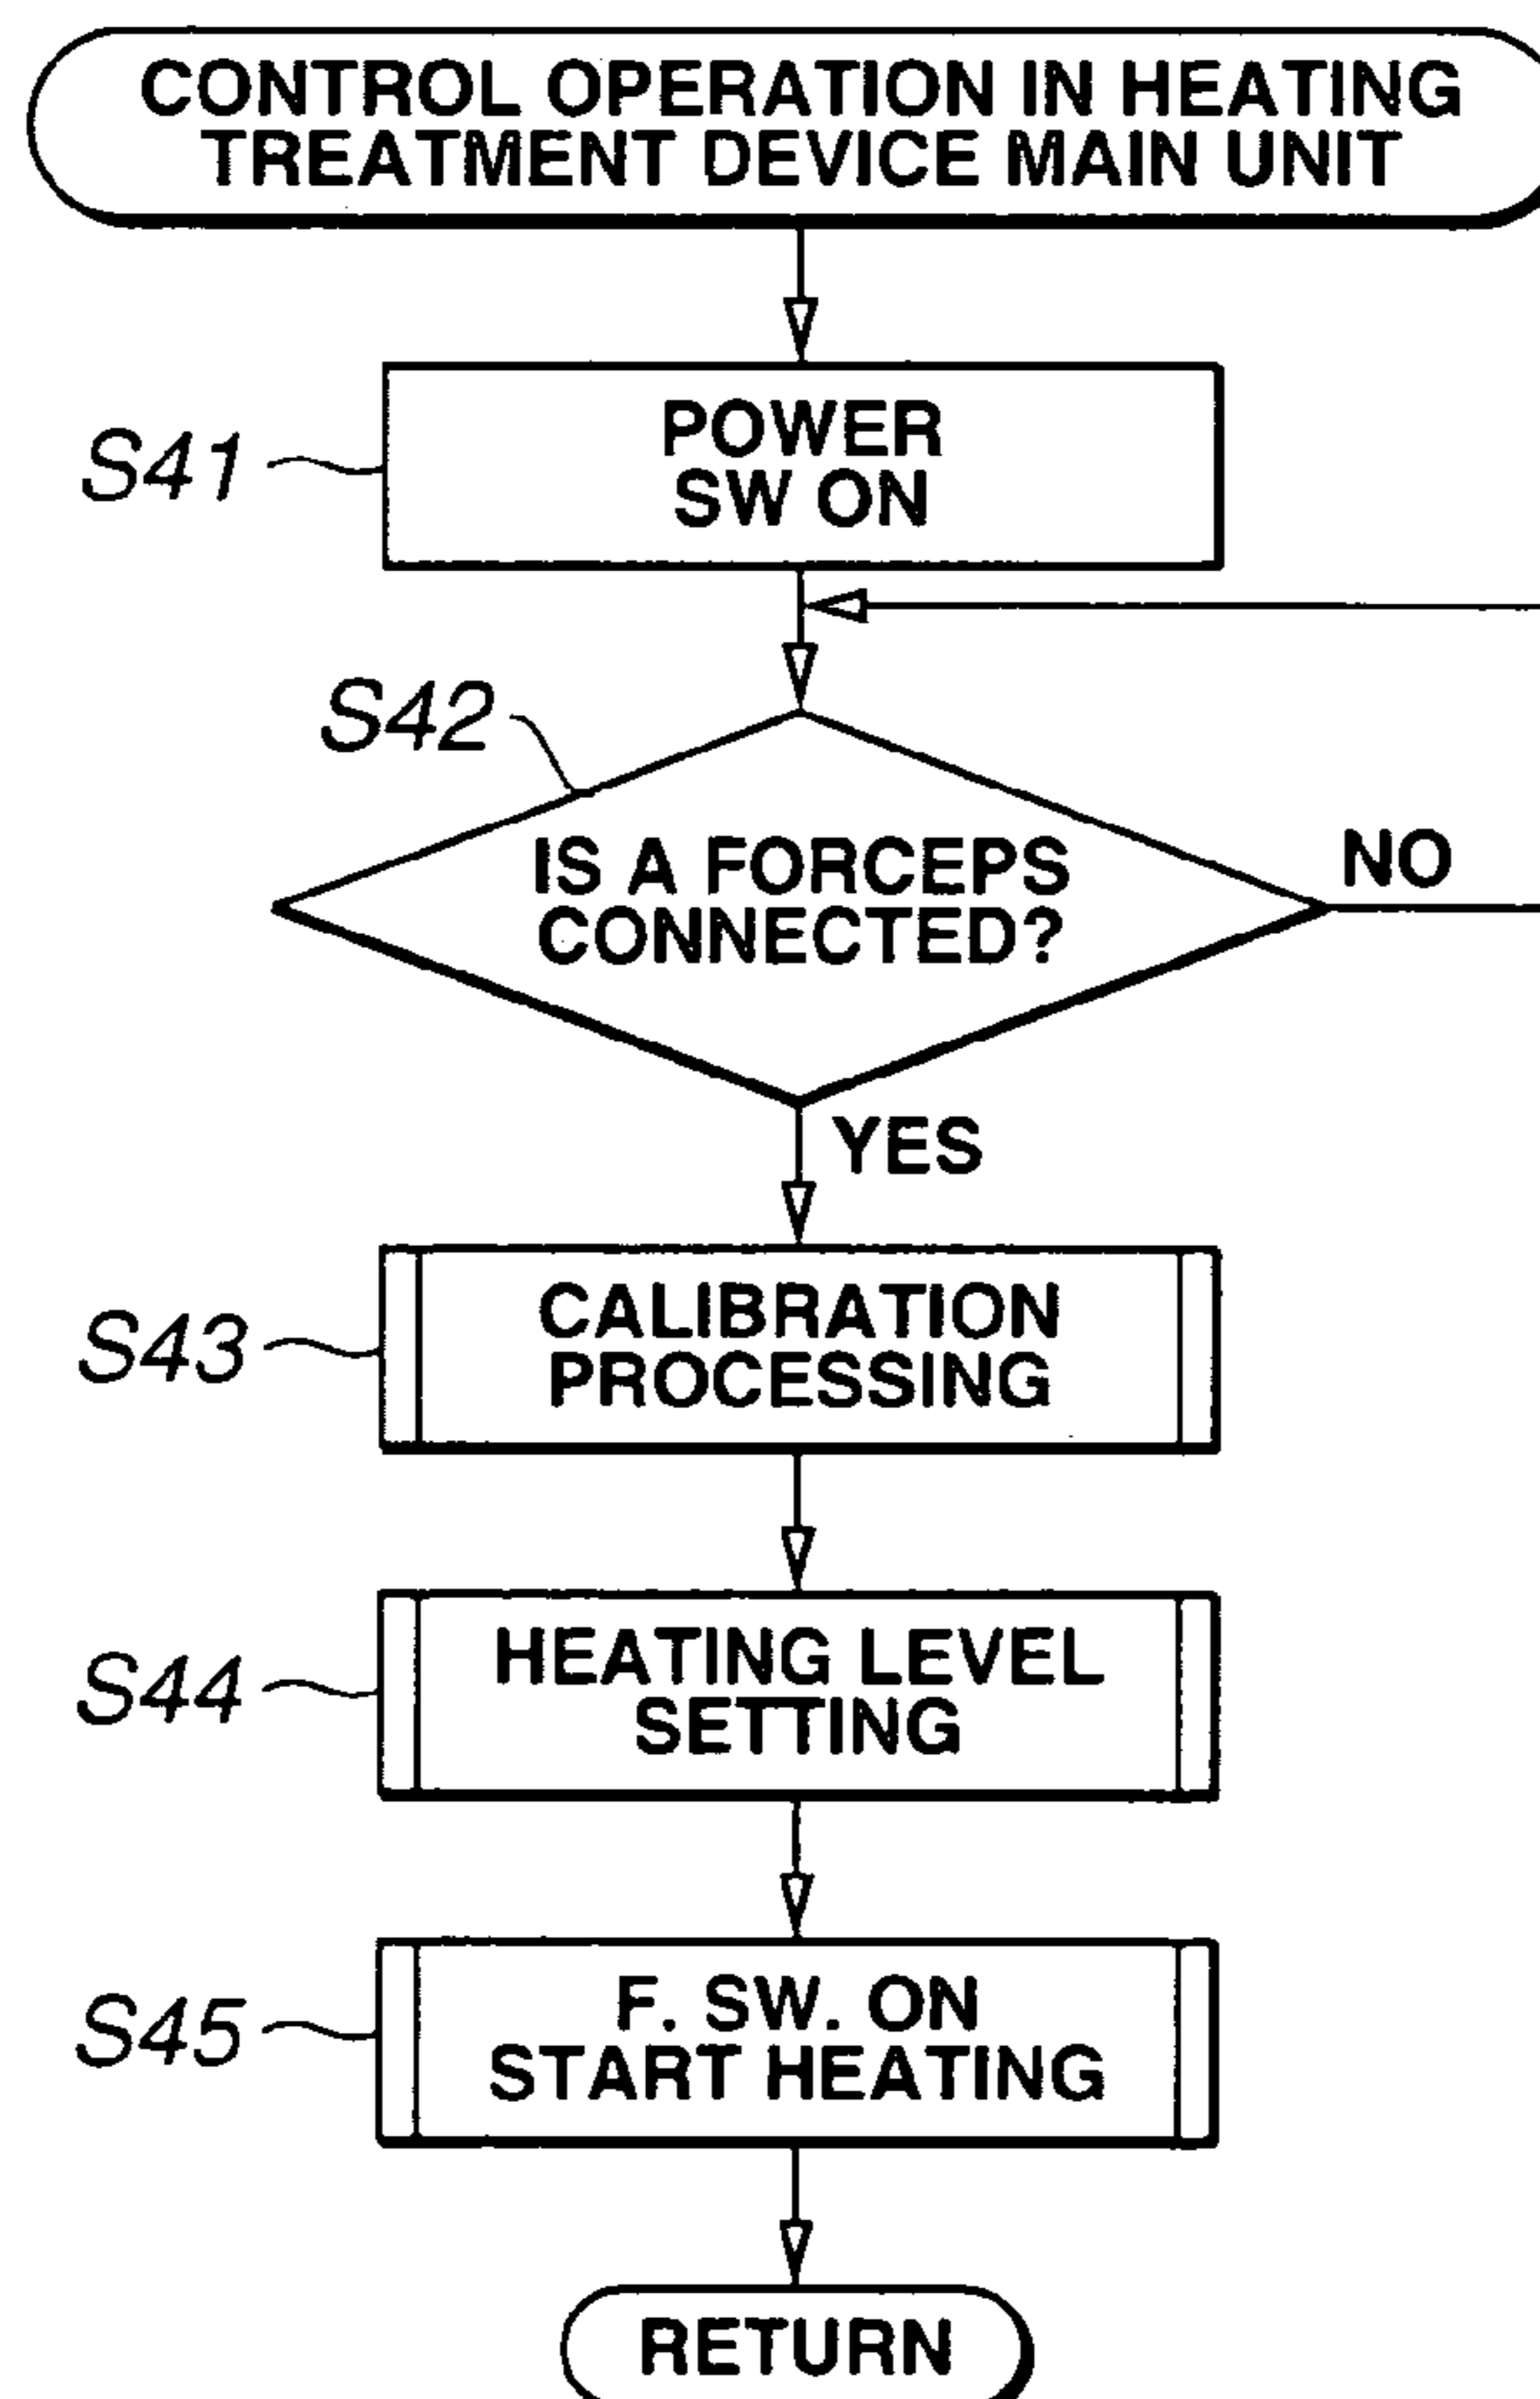 CONTROL OPERATION IN HEATING
TREATMENT DEVICE MAIN UNIT
S41
POWER
SW ON
S42
IS A FORCEPS
CONNECTED?
NO
YES
S43
CALIBRATION
PROCESSING
S44
HEATING LEVEL
SETTING
S45
F. SW. ON
START HEATING
RETURN